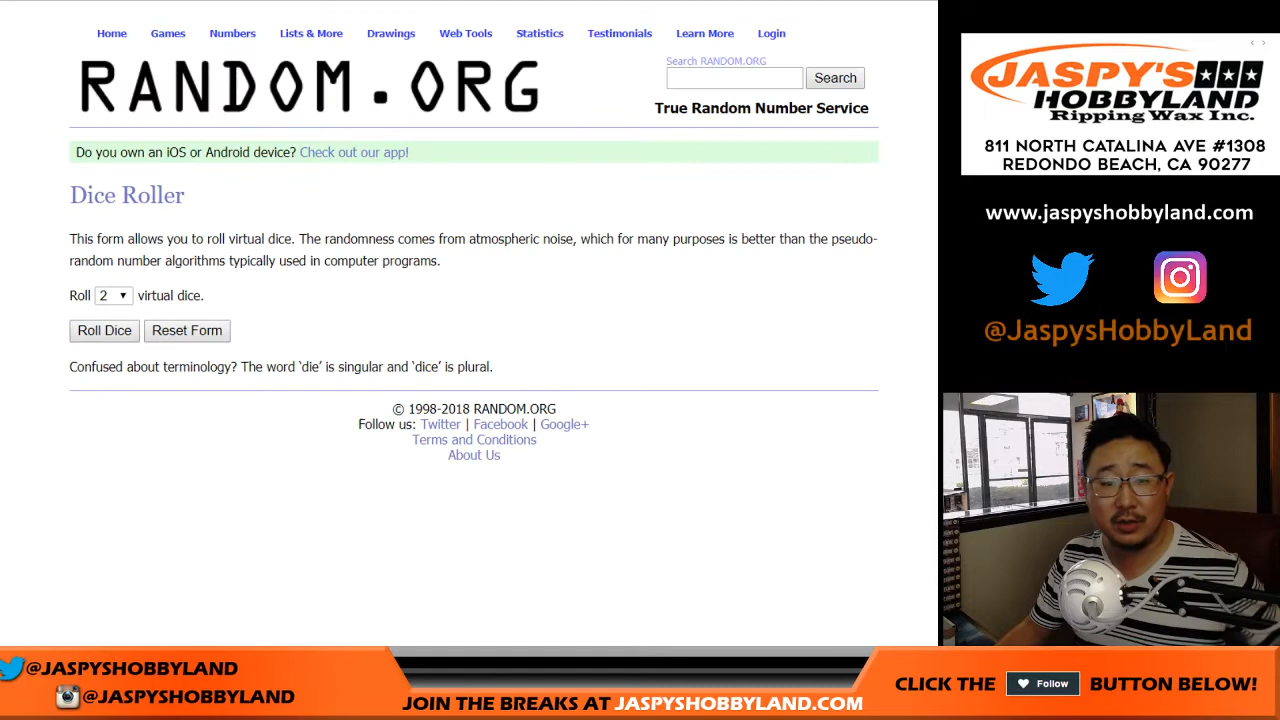 Home Games Numbers Lists & More Drawings Web Tools Statistics Testimonials Learn More Login
RANDOM.ORG
Search RANDOM.ORG
Search
True Random Number Service
Do you own an iOS or Android device? Check out our app!
Dice Roller
This form allows you to roll virtual dice. The randomness comes from atmospheric noise, which for many purposes is better than the pseudo-
random number algorithms typically used in computer programs.
Roll 2 virtual dice.
Roll Dice Reset Form
Confused about terminology? The word ‘die’ is singular and ‘dice’ is plural.
© 1998-2018 RANDOM.ORG
Follow us: Twitter | Facebook | Google+
Terms and Conditions
About Us
JASPY'S
HOBBYLAND
Ripping Wax Inc.
811 NORTH CATALINA AVE #1308
REDONDO BEACH, CA 90277
www.jaspyshobbyland.com
@JaspysHobbyLand
@JASPYSHOBBYLAND
@JASPYSHOBBYLAND
JOIN THE BREAKS AT JASPYSHOBBYLAND.COM
CLICK THE Follow BUTTON BELOW!